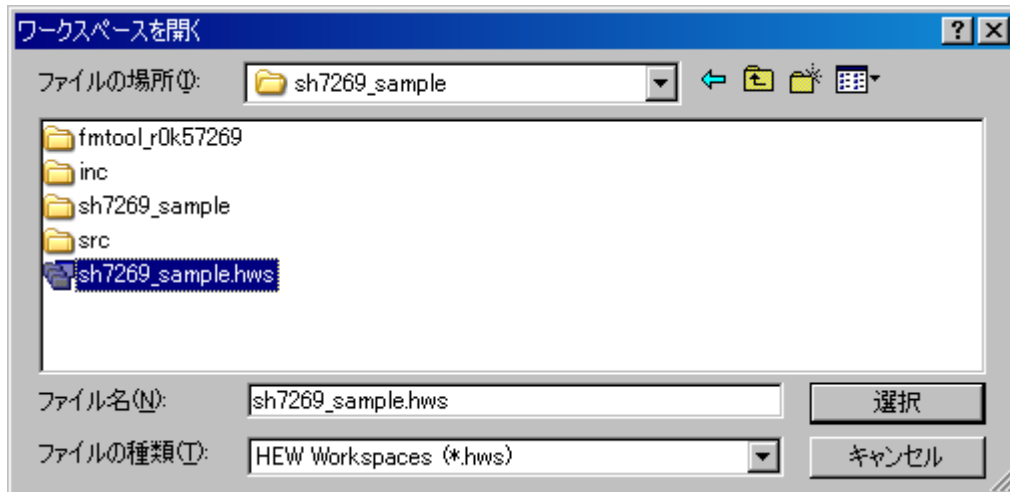 ワークスペースを開く
ファイルの場所(I): sh7269_sample
fmtool_r0k57269
inc
sh7269_sample
src
sh7269_sample.hws
ファイル名(N): sh7269_sample.hws 選択
ファイルの種類(T): HEW Workspaces (*.hws) キャンセル